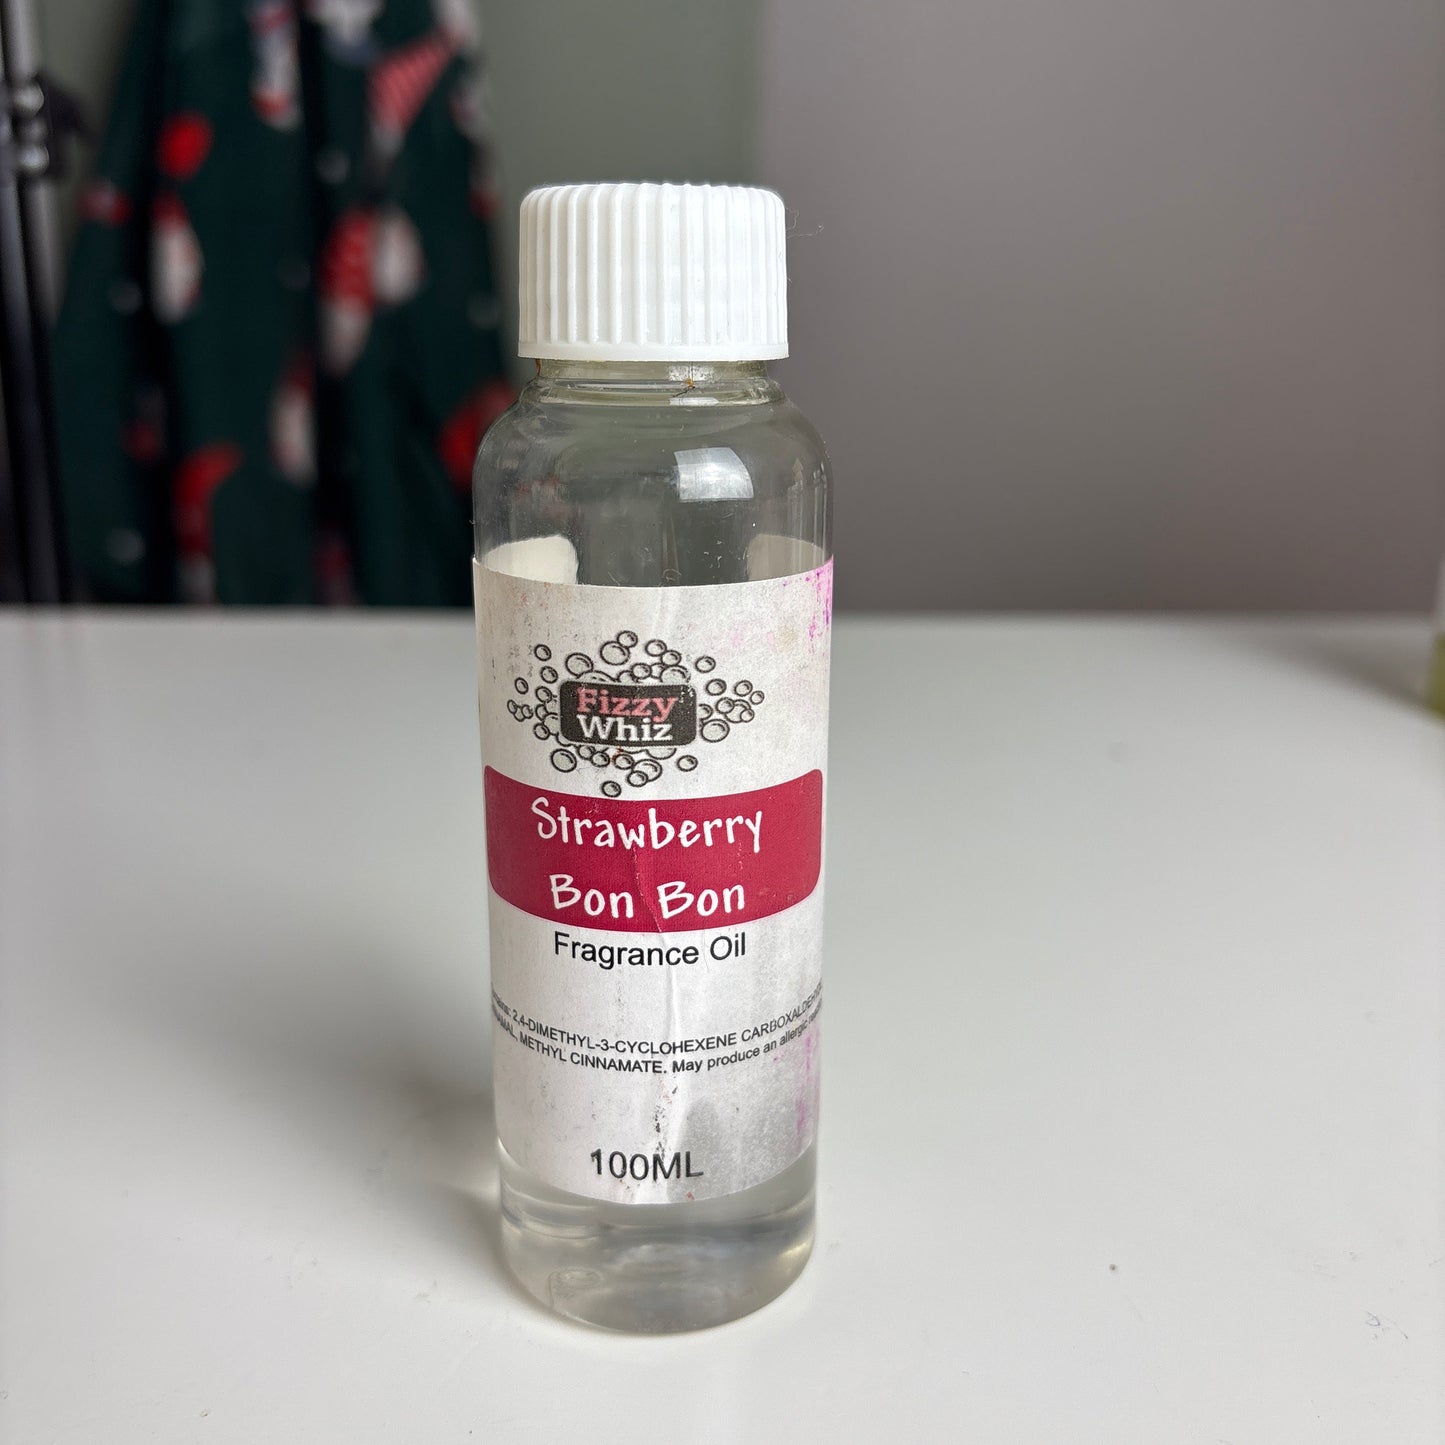 Fizzy
Whiz
Strawberry
Bon Bon
Fragrance Oil
2,4-DIMETHYL-3-CYCLOHEXENE
METHYL CINNAMATE. May produce an allergic
100ML